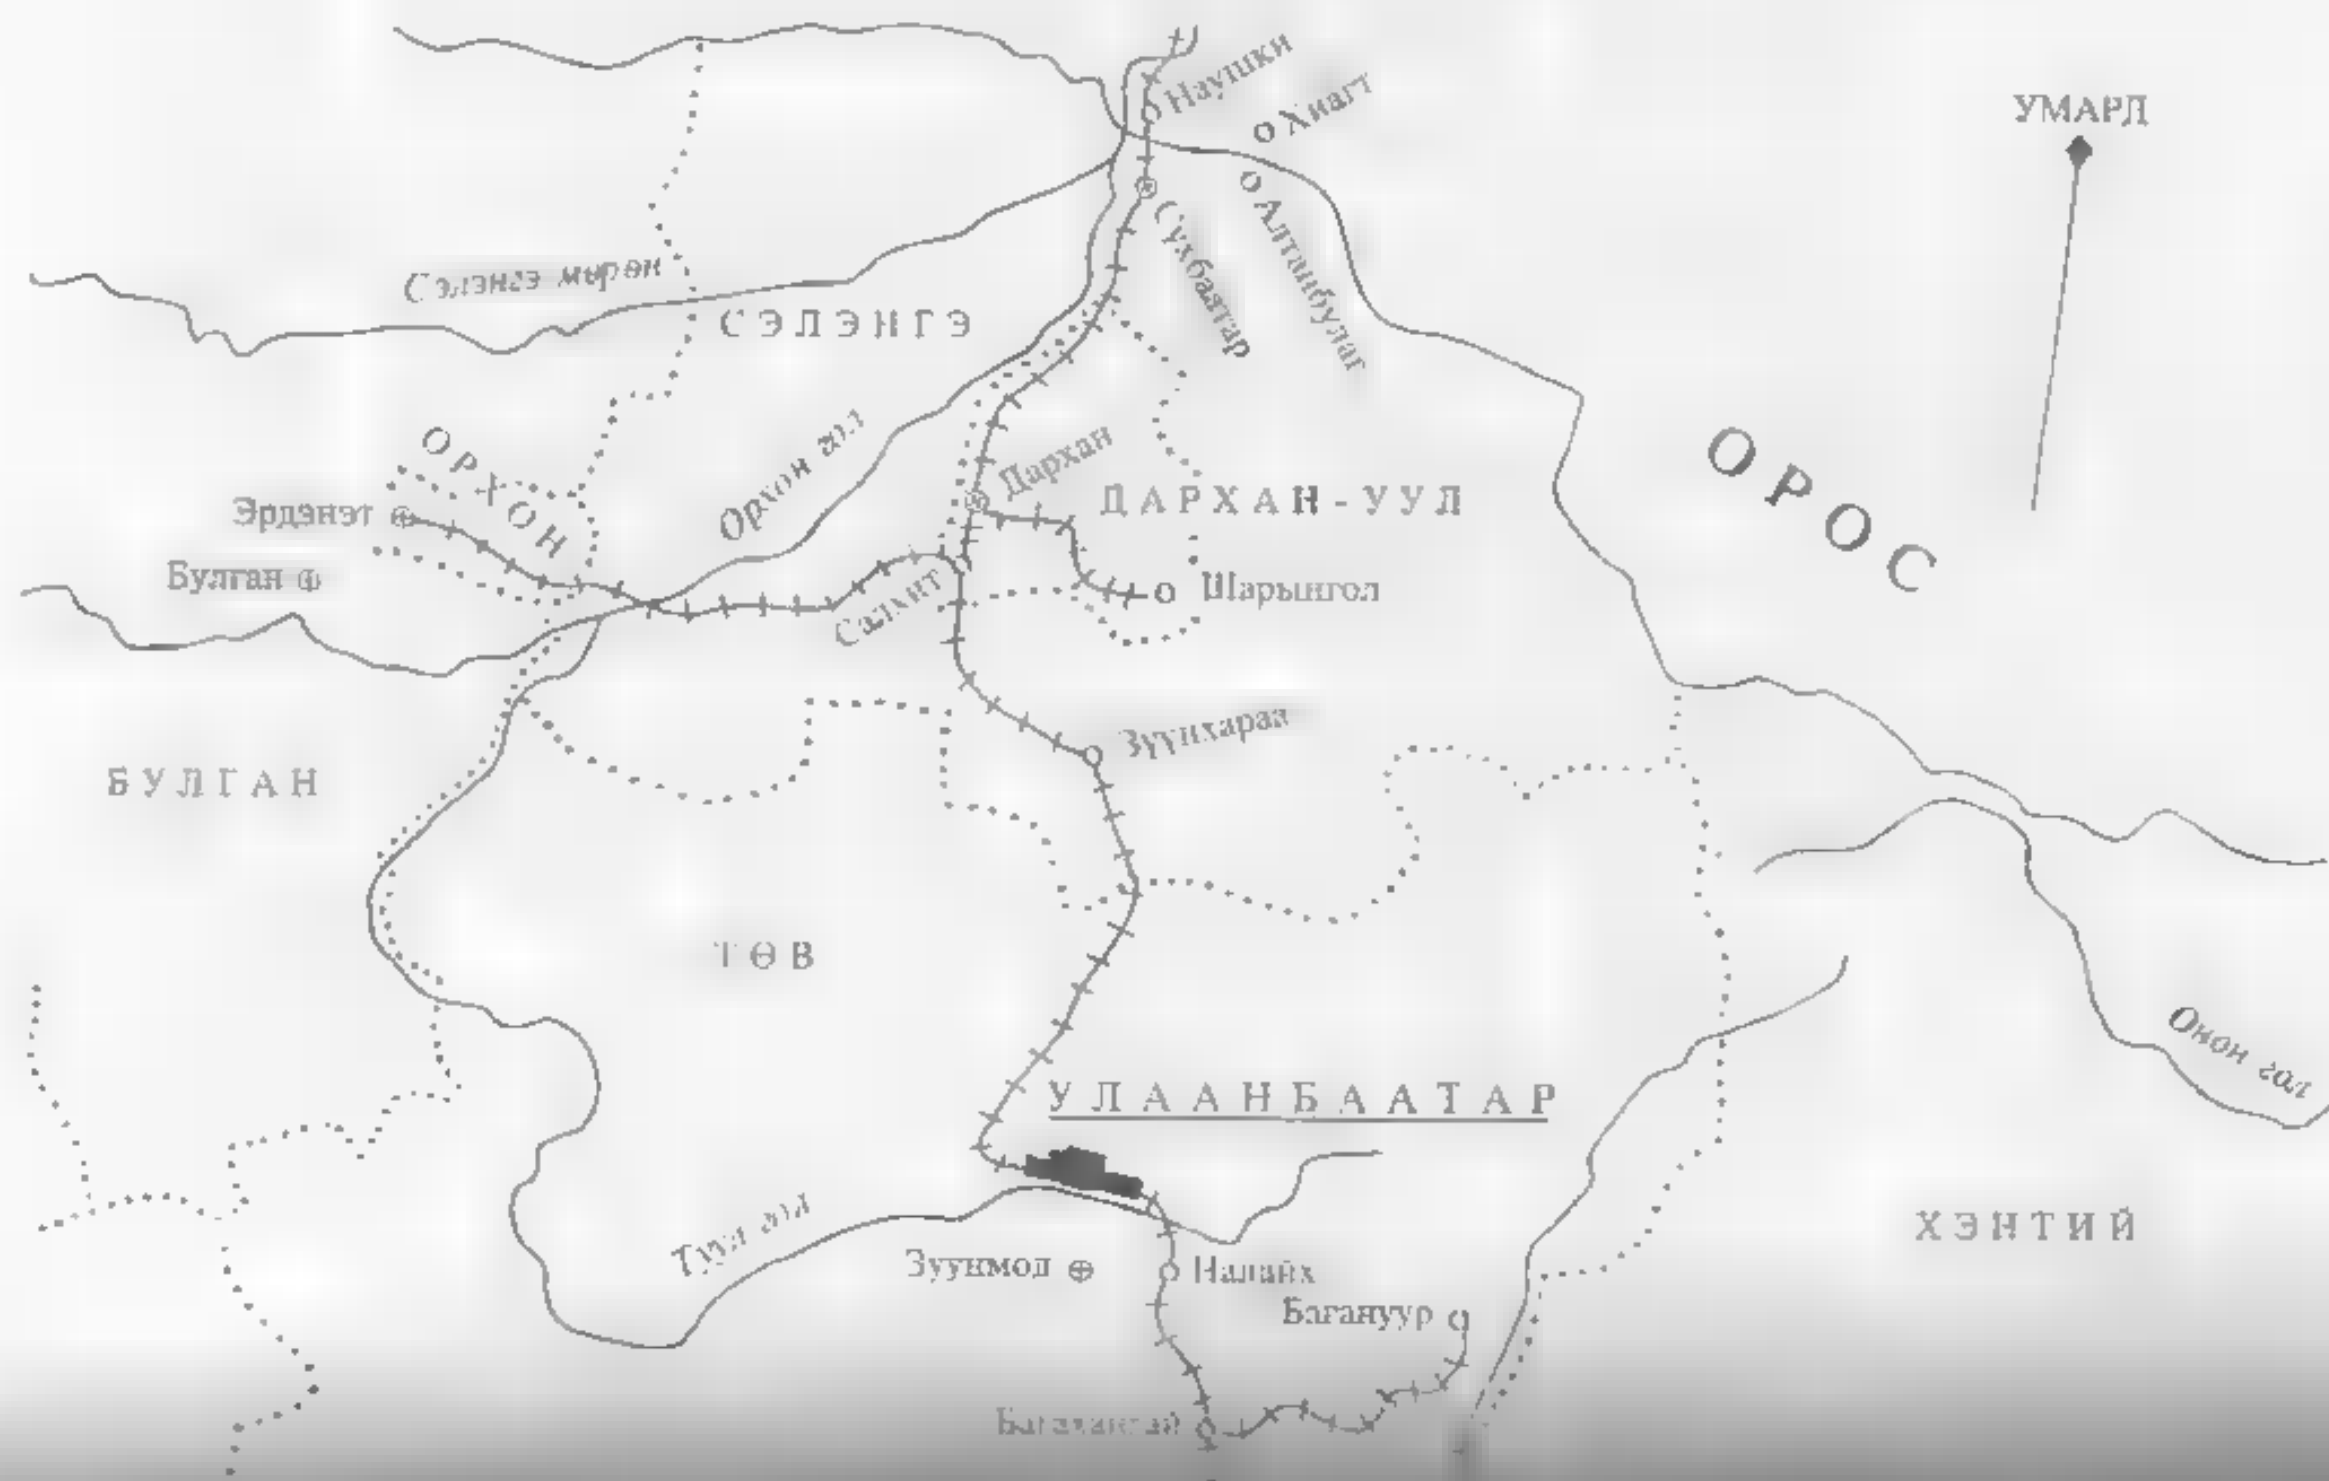 Наушки
Хиагт
УМАРД
Сүхбаатар
Алтанбулаг
Сэлэнгэ мөрөн
СЭЛЭНГЭ
ОРХОН
Орхон гол
Дархан
ДАРХАН-УУЛ
ОРОС
Эрдэнэт
Булган
Салхит
Шарынгол
Зүүнхараа
БУЛГАН
ТӨВ
Онон гол
УЛААНБААТАР
Туул гол
ХЭНТИЙ
Зуунмод
Налайх
Багануур
Багахангай